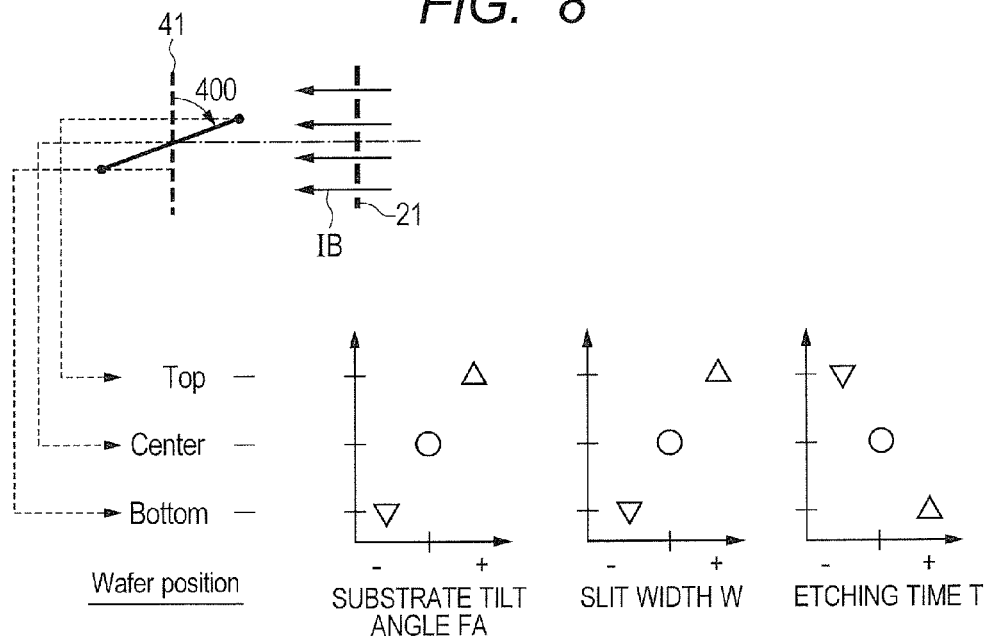 FIG. 8
41
400
IB
21
Top
Center
Bottom
Wafer position
- +
SUBSTRATE TILT
ANGLE FA
- +
SLIT WIDTH W
- +
ETCHING TIME T